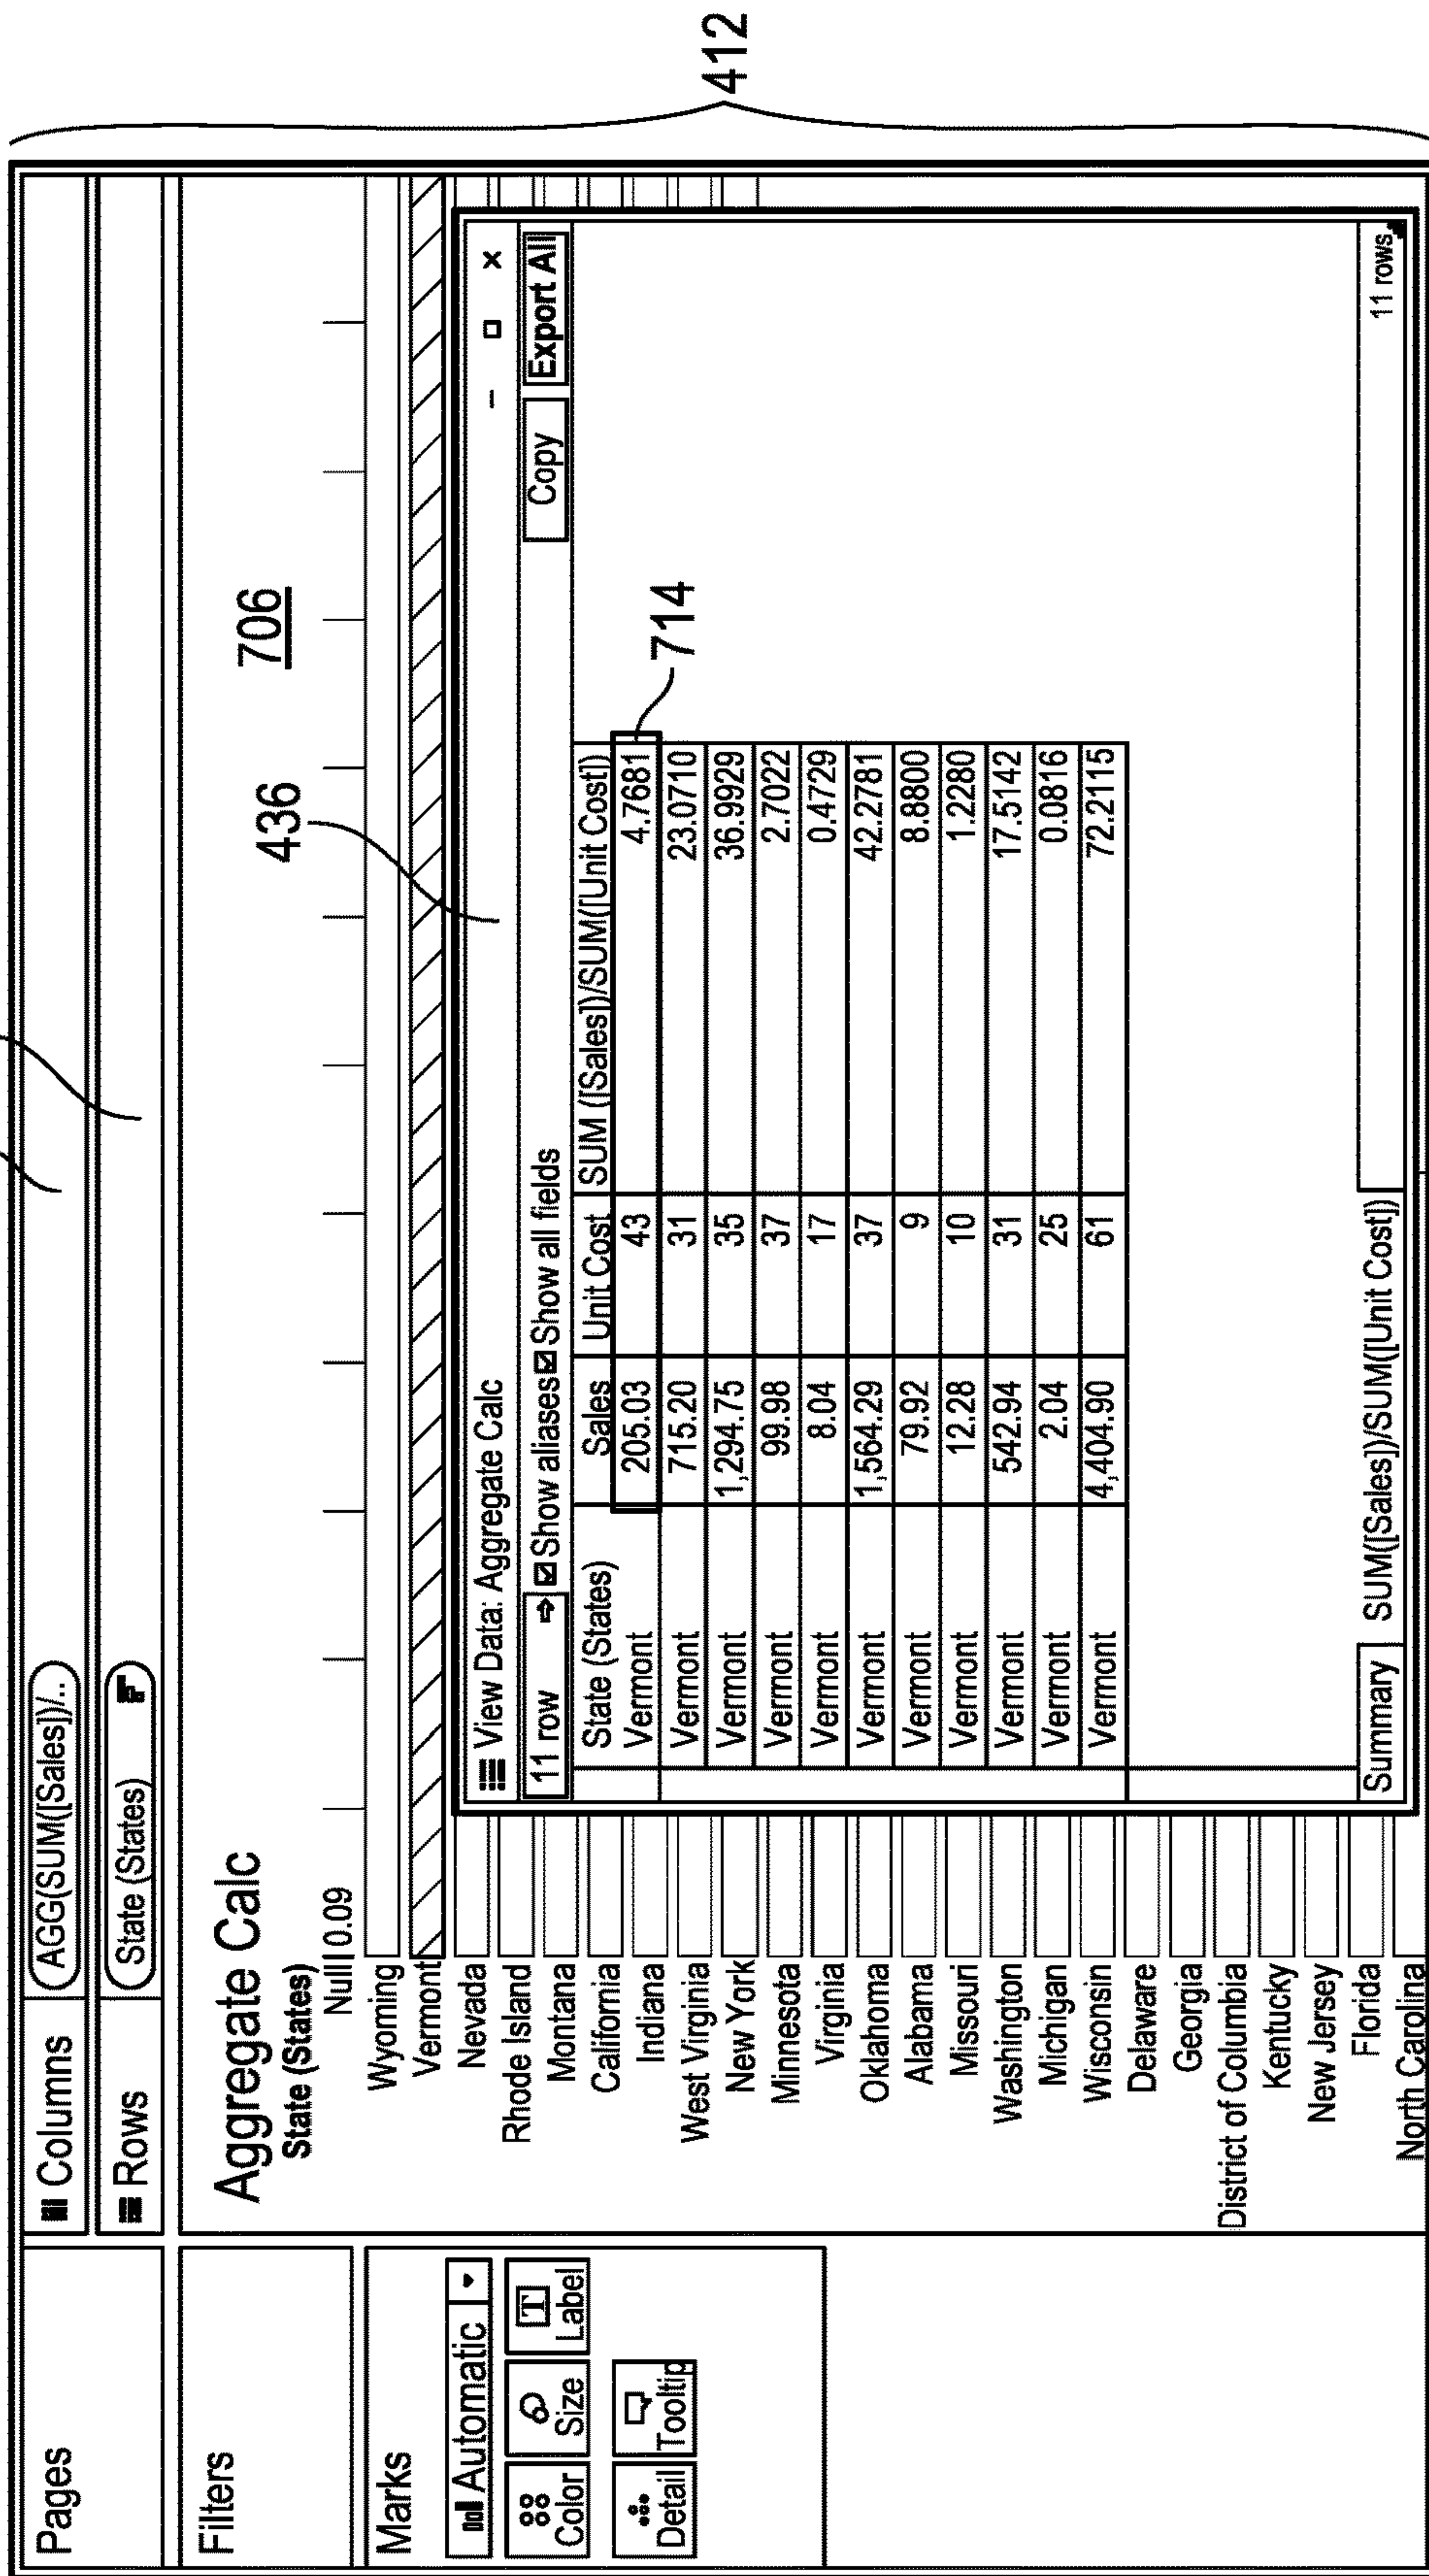 412
Pages
Columns
AGG(SUM([Sales])/..
Rows
State (States)
Filters
Marks
Automatic
Color
Size
Label
Detail
Tooltip
Aggregate Calc
706
State (States)
436
Null 0.09
Wyoming
Vermont
Nevada
Rhode Island
Montana
California
Indiana
West Virginia
New York
Minnesota
Virginia
Oklahoma
Alabama
Missouri
Washington
Michigan
Wisconsin
Delaware
Georgia
District of Columbia
Kentucky
New Jersey
Florida
North Carolina
View Data: Aggregate Calc
11 row Show aliases Show all fields Copy Export All
State (States) Sales Unit Cost SUM ([Sales])/SUM([Unit Cost])
Vermont 205.03 43 4.7681
714
Vermont 715.20 31 23.0710
Vermont 1,294.75 35 36.9929
Vermont 99.98 37 2.7022
Vermont 8.04 17 0.4729
Vermont 1,564.29 37 42.2781
Vermont 79.92 9 8.8800
Vermont 12.28 10 1.2280
Vermont 542.94 31 17.5142
Vermont 2.04 25 0.0816
Vermont 4,404.90 61 72.2115
Summary SUM([Sales])/SUM([Unit Cost]) 11 rows